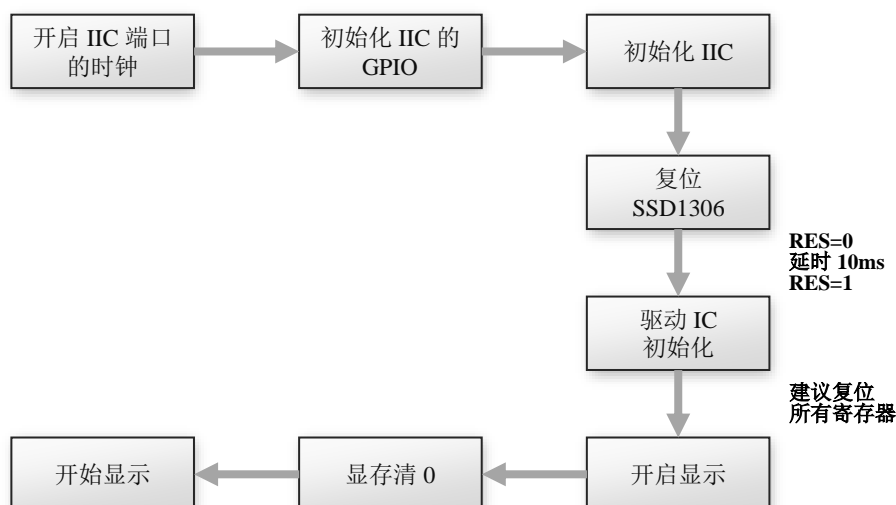 开启 IIC 端口
的时钟
初始化 IIC 的
GPIO
初始化 IIC
复位
SSD1306
RES=0
延时 10ms
RES=1
驱动 IC
初始化
建议复位
所有寄存器
开始显示
显存清 0
开启显示